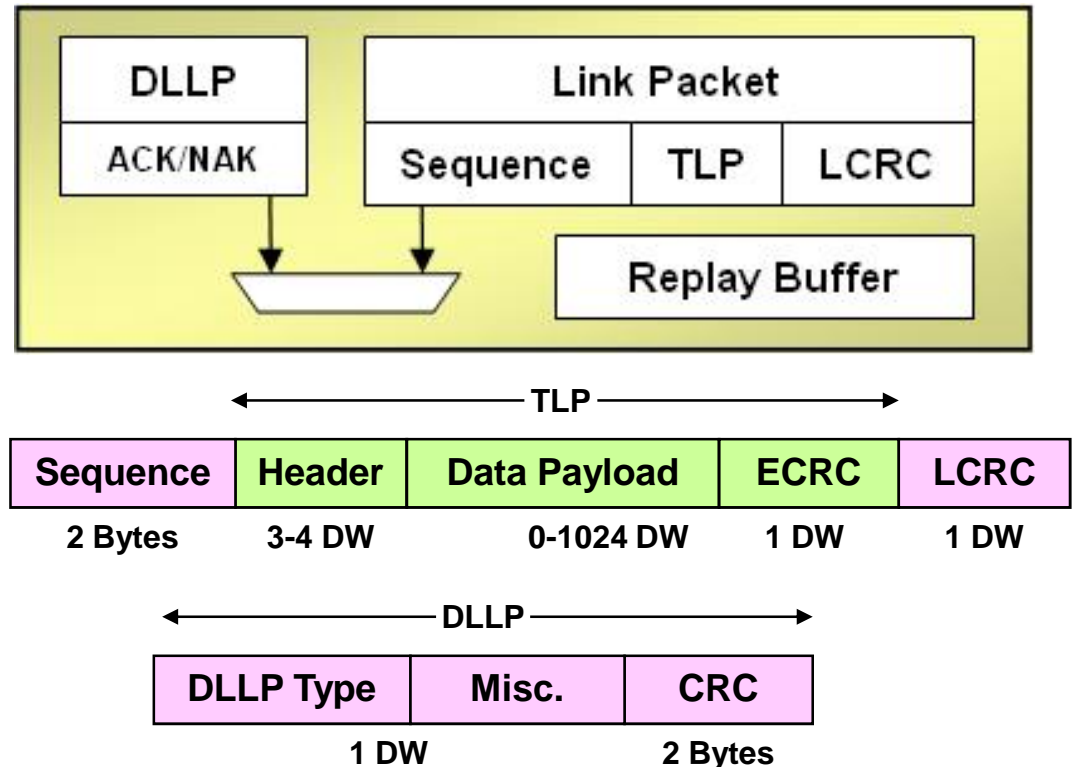 DLLP
Link Packet
ACK/NAK
Sequence
TLP
LCRC
Replay Buffer
TLP
Sequence
Header
Data Payload
ECRC
LCRC
2 Bytes
3-4 DW
0-1024 DW
1 DW
1 DW
DLLP
DLLP Type
Misc.
CRC
1 DW
2 Bytes